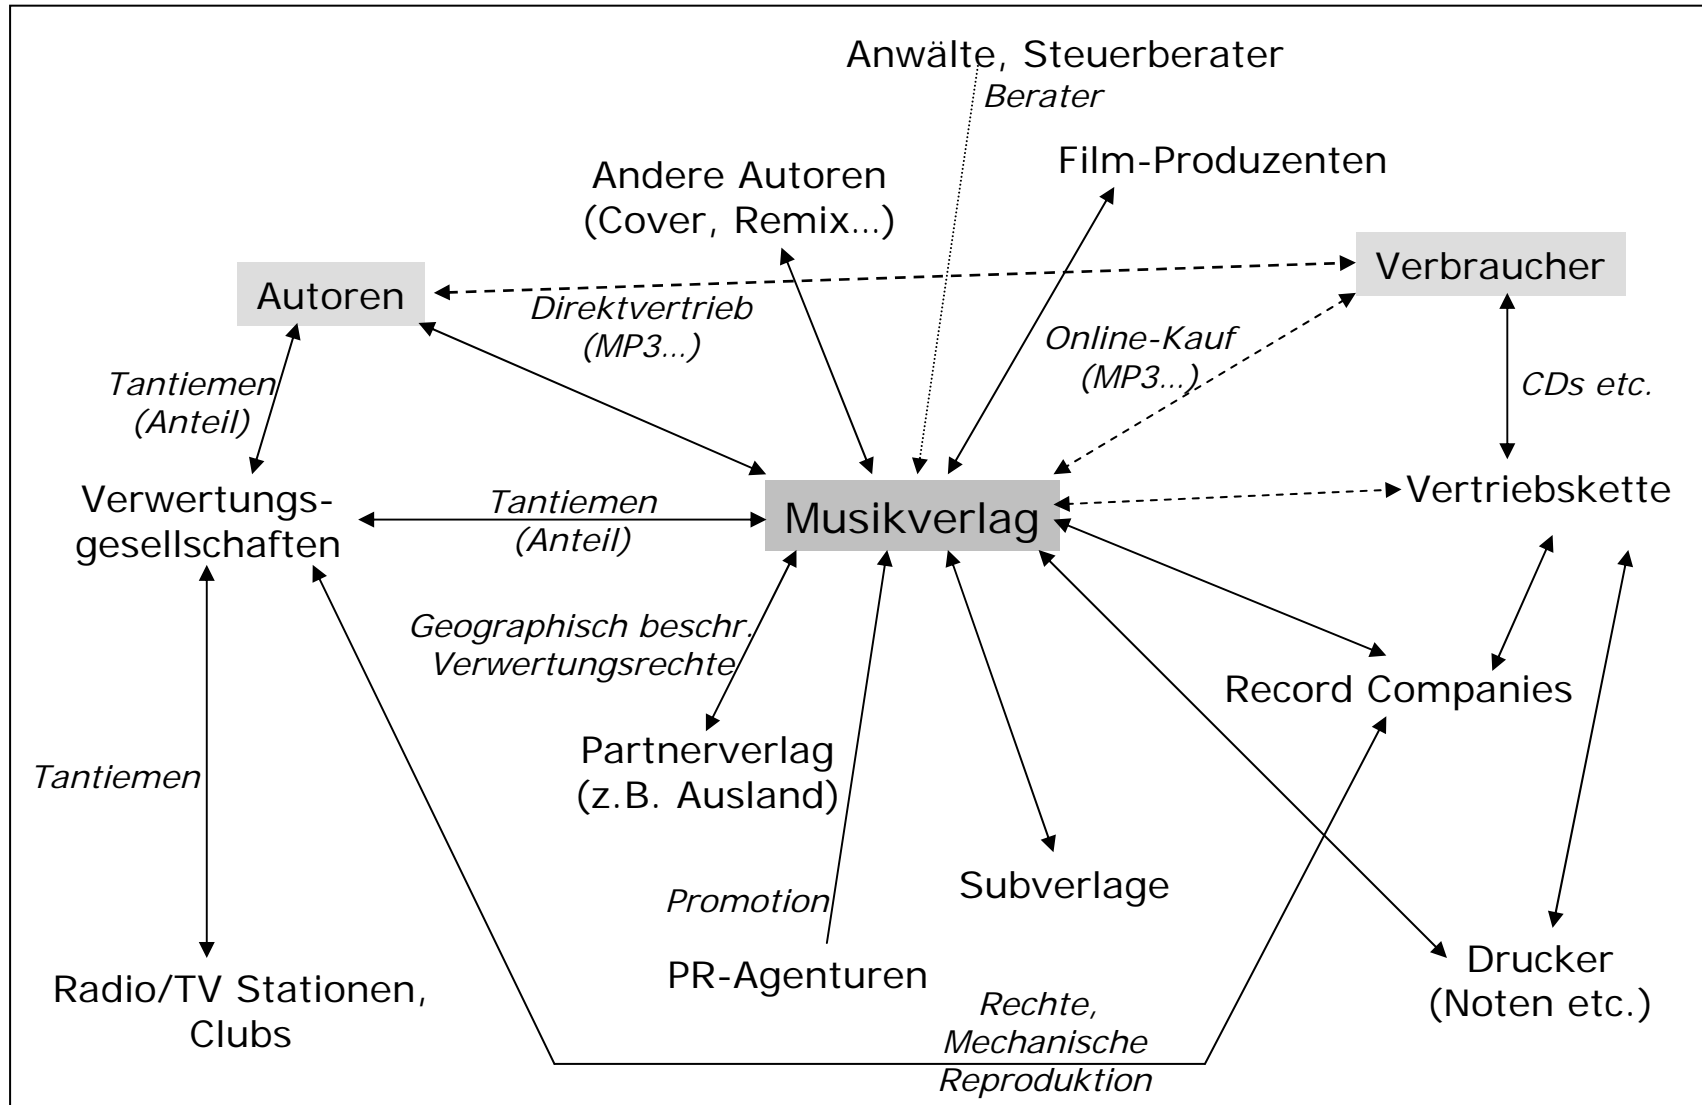 Anwälte, Steuerberater
Berater
Film-Produzenten
Andere Autoren
(Cover, Remix...)
Verbraucher
Autoren
Direktvertrieb
(MP3...)
Online-Kauf
(MP3...)
Tantiemen
(Anteil)
CDs etc.
Verwertungs-
gesellschaften
Tantiemen
(Anteil)
Musikverlag
Vertriebskette
Geographisch beschr.
Verwertungsrechte
Record Companies
Partnerverlag
(z.B. Ausland)
Tantiemen
Subverlage
Promotion
PR-Agenturen
Radio/TV Stationen,
Clubs
Drucker
(Noten etc.)
Rechte,
Mechanische
Reproduktion